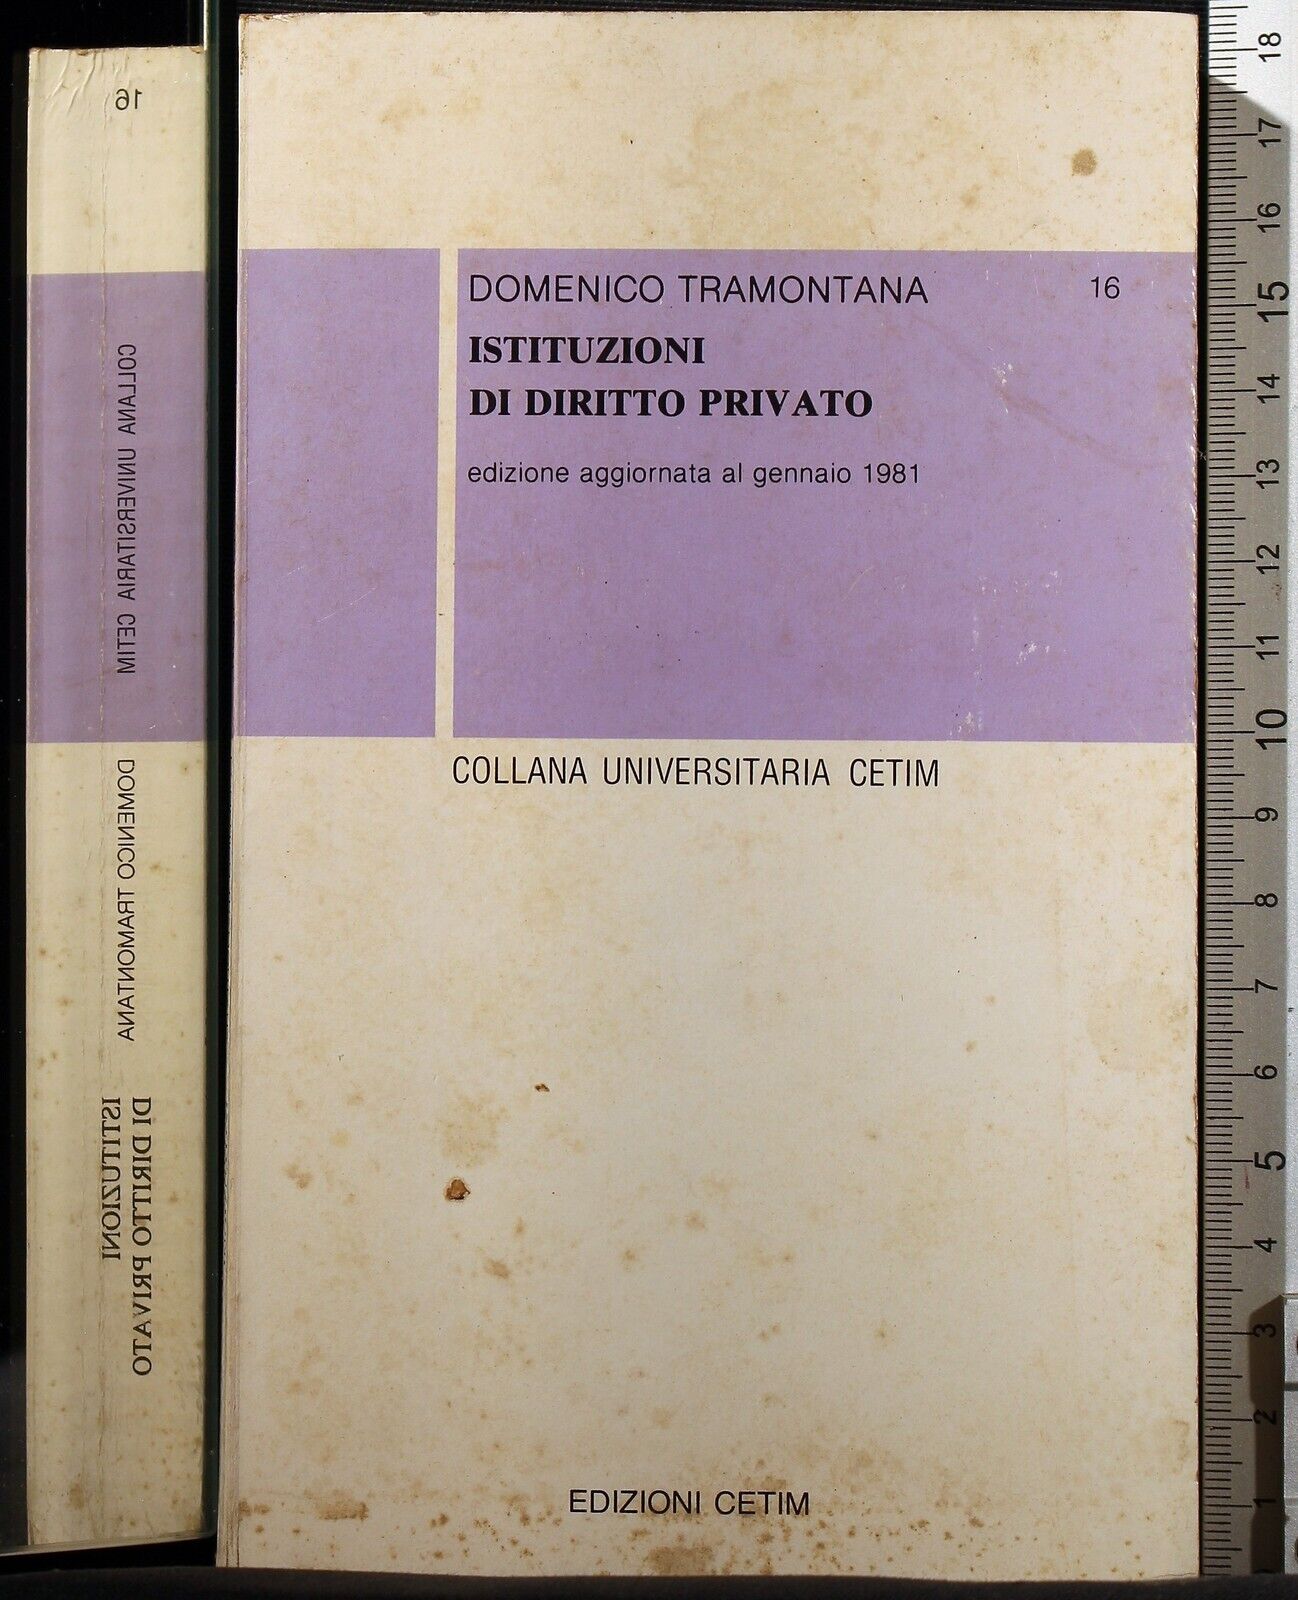 16
COLLANA UNIVERSITARIA CETIM
DOMENICO TRAMONTANA
ISTITUZIONI
DI DIRITTO PRIVATO
DOMENICO TRAMONTANA 16
ISTITUZIONI
DI DIRITTO PRIVATO
edizione aggiornata al gennaio 1981
COLLANA UNIVERSITARIA CETIM
EDIZIONI CETIM
18
17
16
15
14
13
12
11
10
9
8
7
6
5
4
3
2
1